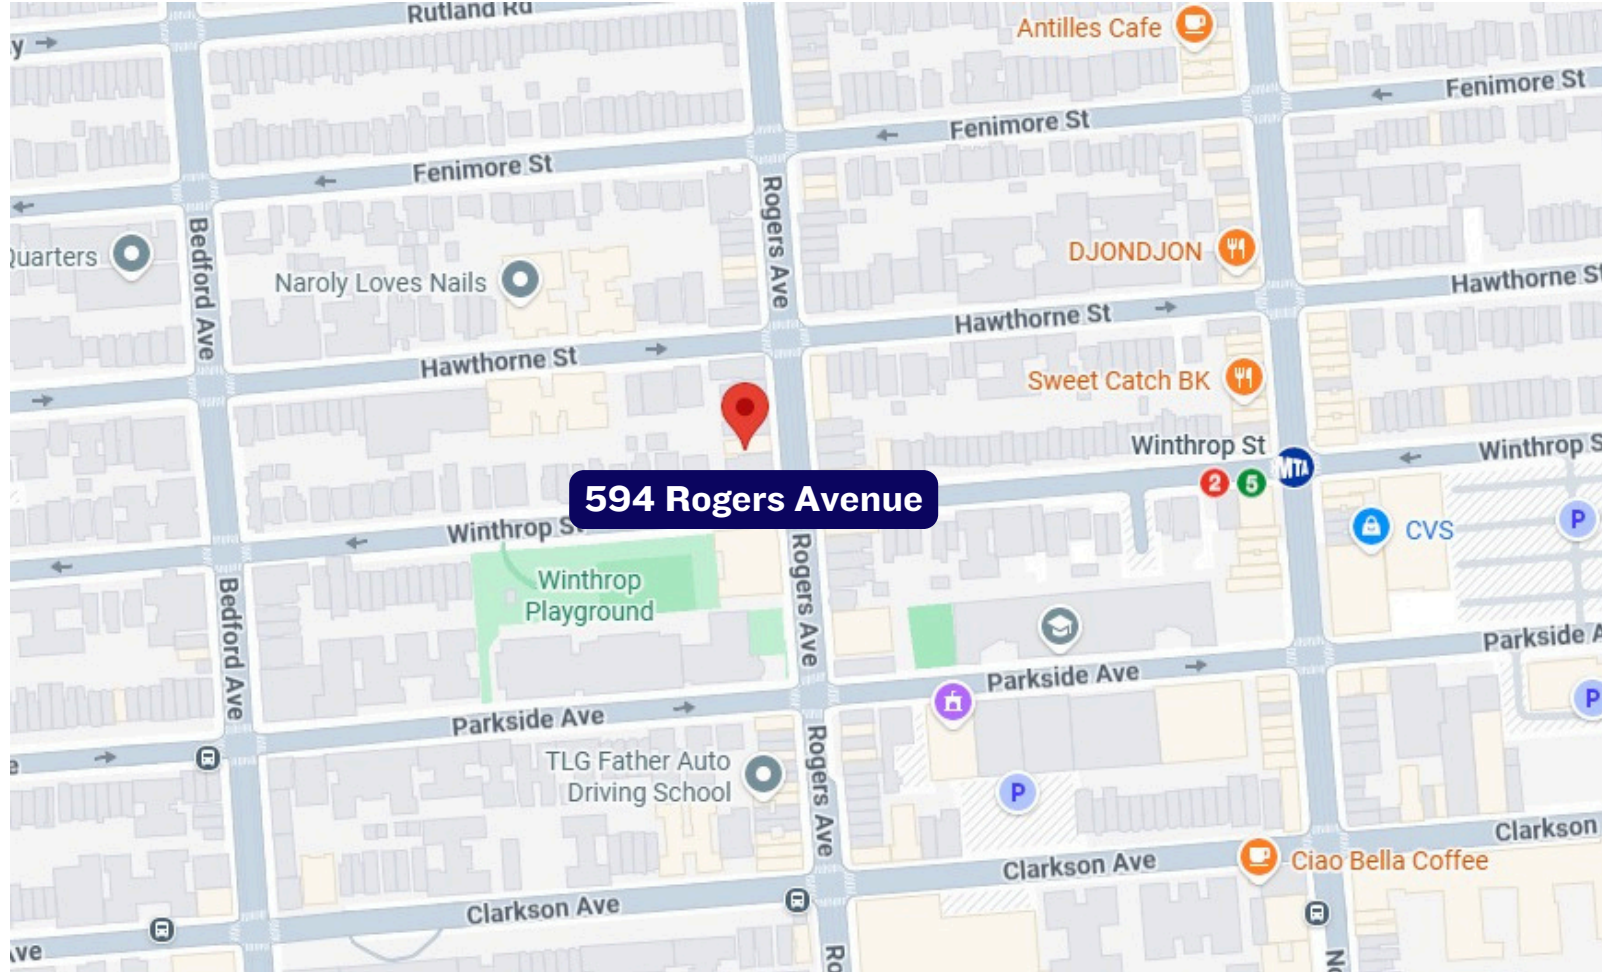 Rutland Rd
Antilles Cafe
y
Fenimore St
Fenimore St
Fenimore St
Rogers Ave
Bedford Ave
Quarters
DJONDJON
Naroly Loves Nails
Hawthorne St
Hawthorne St
Hawthorne St
Sweet Catch BK
Winthrop St
MTA
Winthrop S
2
5
594 Rogers Avenue
Winthrop St
CVS
P
Rogers Ave
Winthrop
Playground
Bedford Ave
Parkside A
Parkside Ave
P
Parkside Ave
Rogers Ave
TLG Father Auto
Driving School
P
e
Clarkson
Ciao Bella Coffee
Clarkson Ave
Clarkson Ave
Ave
Ro
No